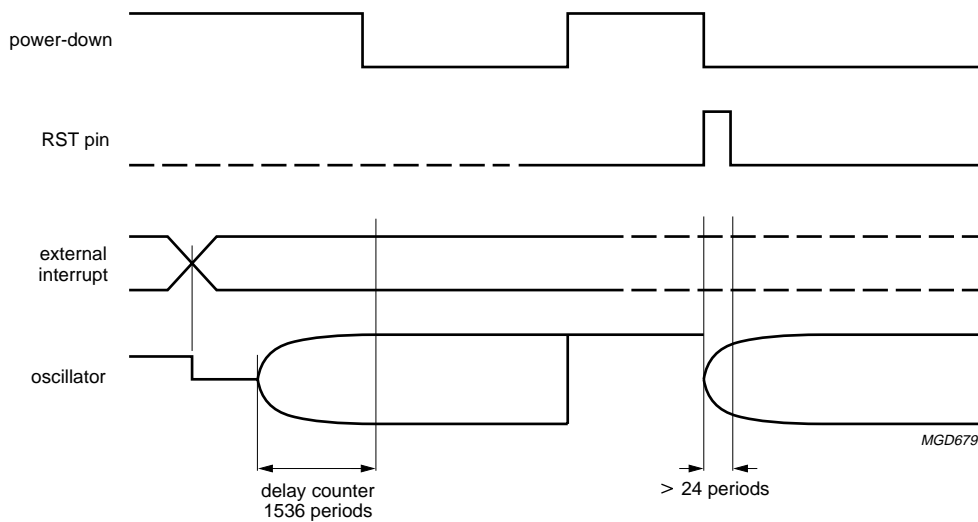 power-down
RST pin
external
interrupt
oscillator
MGD679
delay counter
1536 periods
> 24 periods